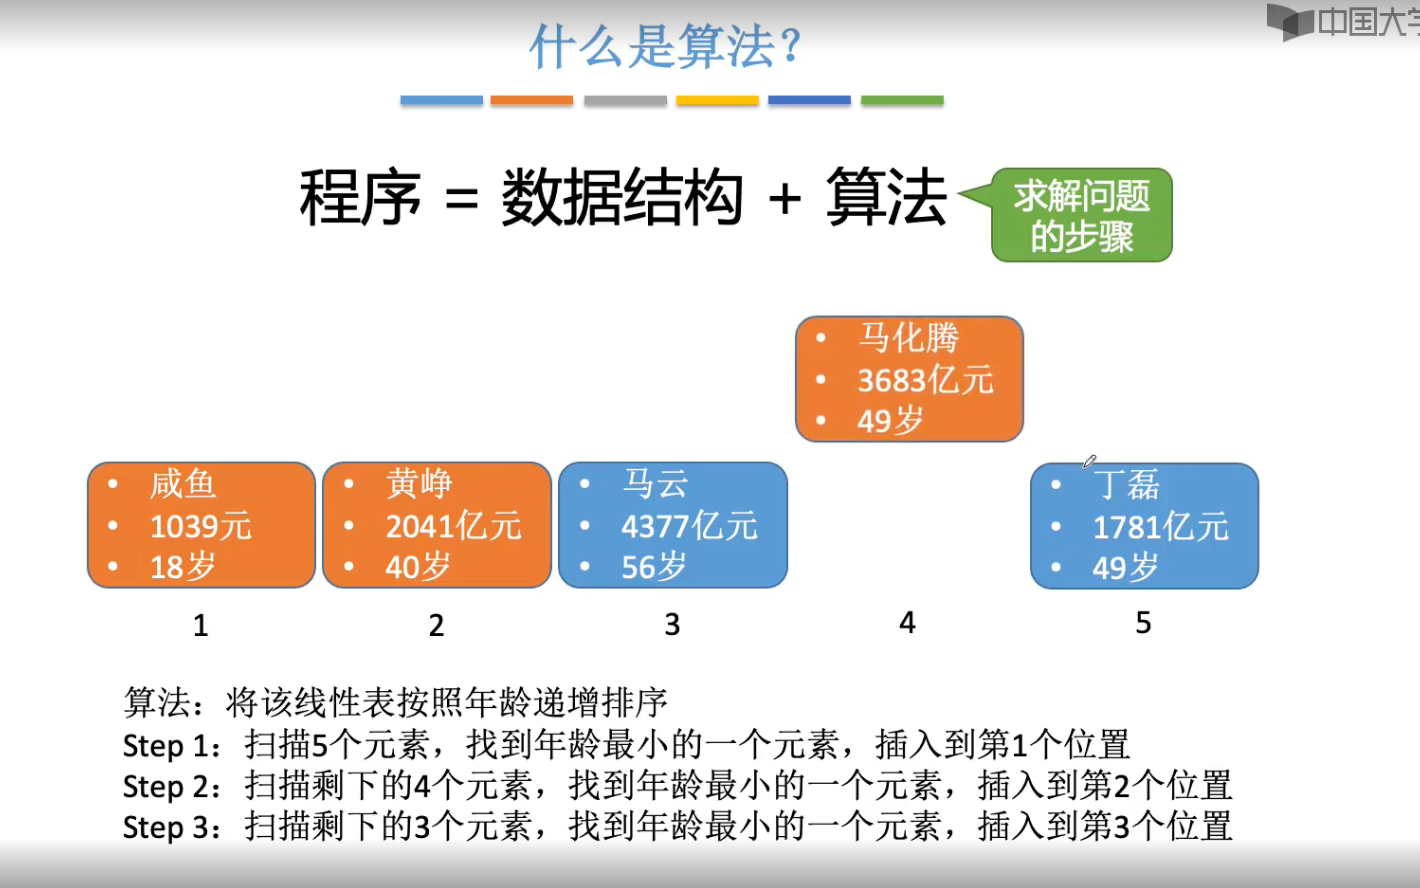 中国大学
什么是算法？
程序 = 数据结构 + 算法
求解问题
的步骤
• 马化腾
• 3683亿元
• 49岁
• 咸鱼
• 1039元
• 18岁
• 黄峥
• 2041亿元
• 40岁
• 马云
• 4377亿元
• 56岁
• 丁磊
• 1781亿元
• 49岁
1
2
3
4
5
算法：将该线性表按照年龄递增排序
Step 1：扫描5个元素，找到年龄最小的一个元素，插入到第1个位置
Step 2：扫描剩下的4个元素，找到年龄最小的一个元素，插入到第2个位置
Step 3：扫描剩下的3个元素，找到年龄最小的一个元素，插入到第3个位置